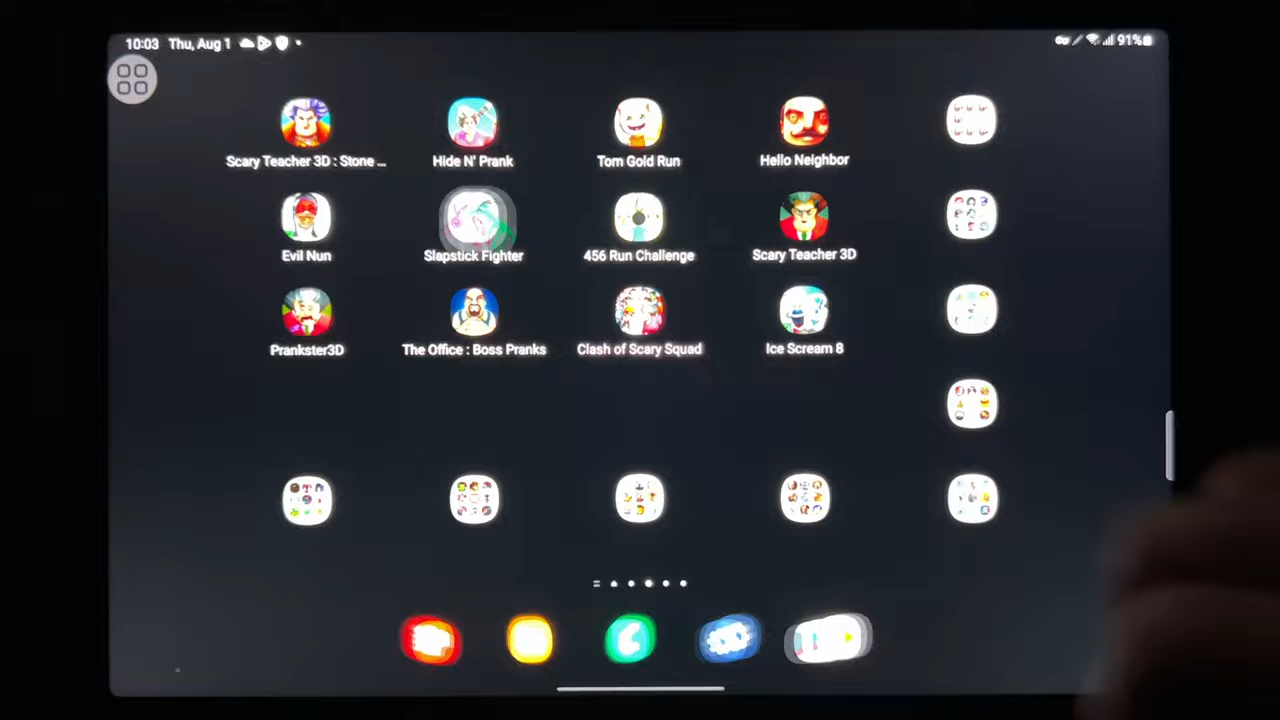 10:03 Thu, Aug 1
91%
Scary Teacher 3D : Stone ...
Hide N' Prank
Tom Gold Run
Hello Neighbor
Evil Nun
Slapstick Fighter
456 Run Challenge
Scary Teacher 3D
Prankster3D
The Office : Boss Pranks
Clash of Scary Squad
Ice Scream 8